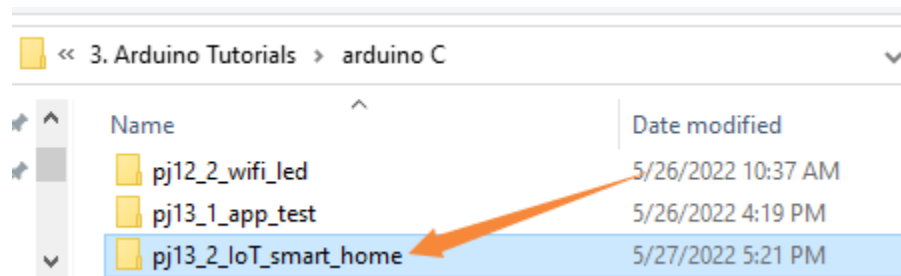 « 3. Arduino Tutorials › arduino C
Name Date modified
pj12_2_wifi_led 5/26/2022 10:37 AM
pj13_1_app_test 5/26/2022 4:19 PM
pj13_2_IoT_smart_home 5/27/2022 5:21 PM